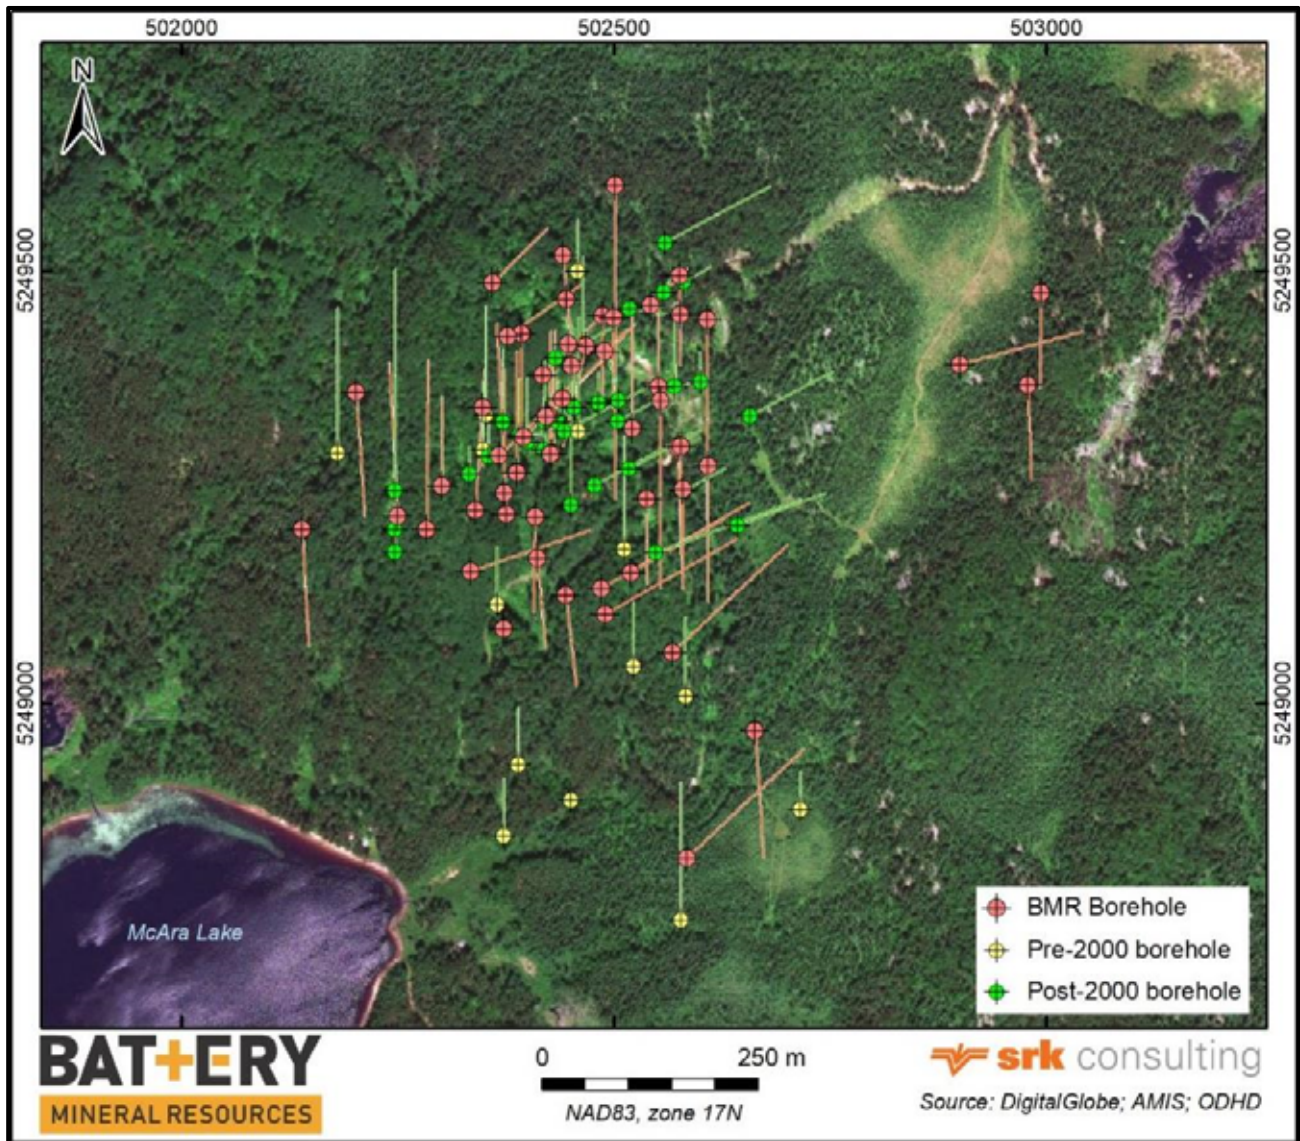 502000 502500 503000
N
5249500 5249500
5249000 5249000
McAra Lake
BMR Borehole
Pre-2000 borehole
Post-2000 borehole
BATTERY
MINERAL RESOURCES
0 250 m
NAD83, zone 17N
srk consulting
Source: DigitalGlobe; AMIS; ODHD